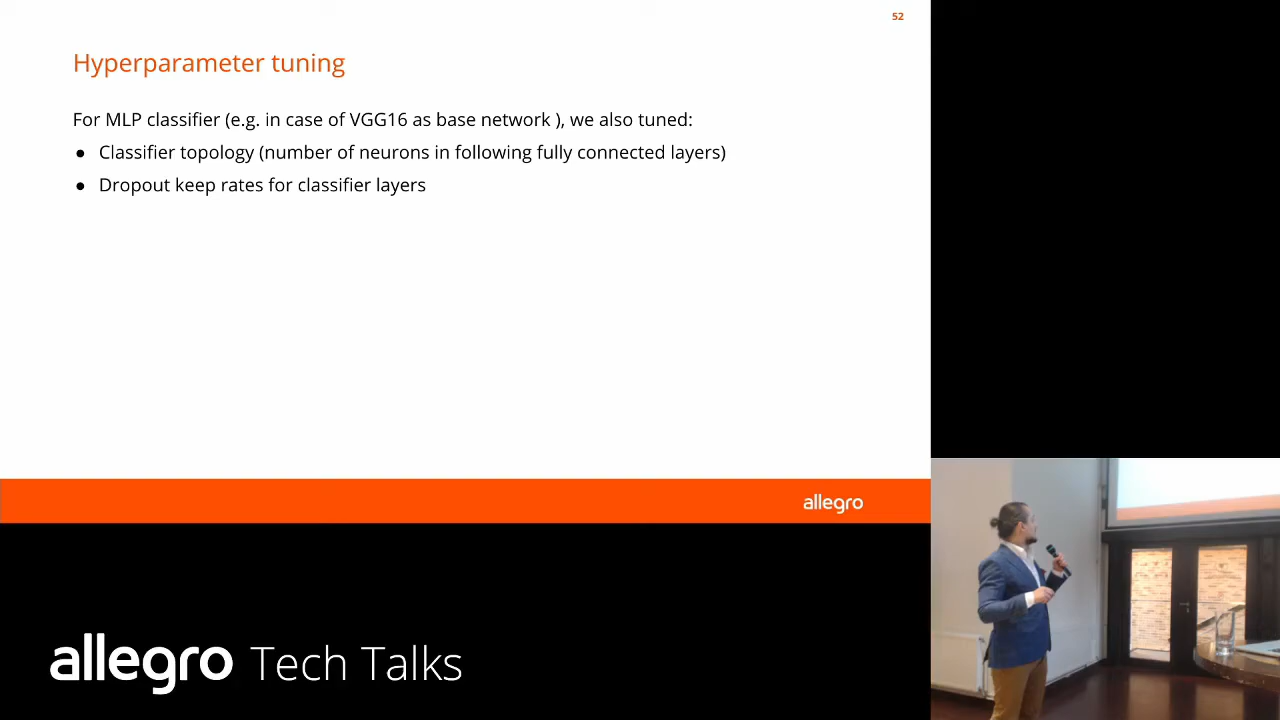 52
Hyperparameter tuning
For MLP classifier (e.g. in case of VGG16 as base network ), we also tuned:
● Classifier topology (number of neurons in following fully connected layers)
● Dropout keep rates for classifier layers
allegro
allegro Tech Talks